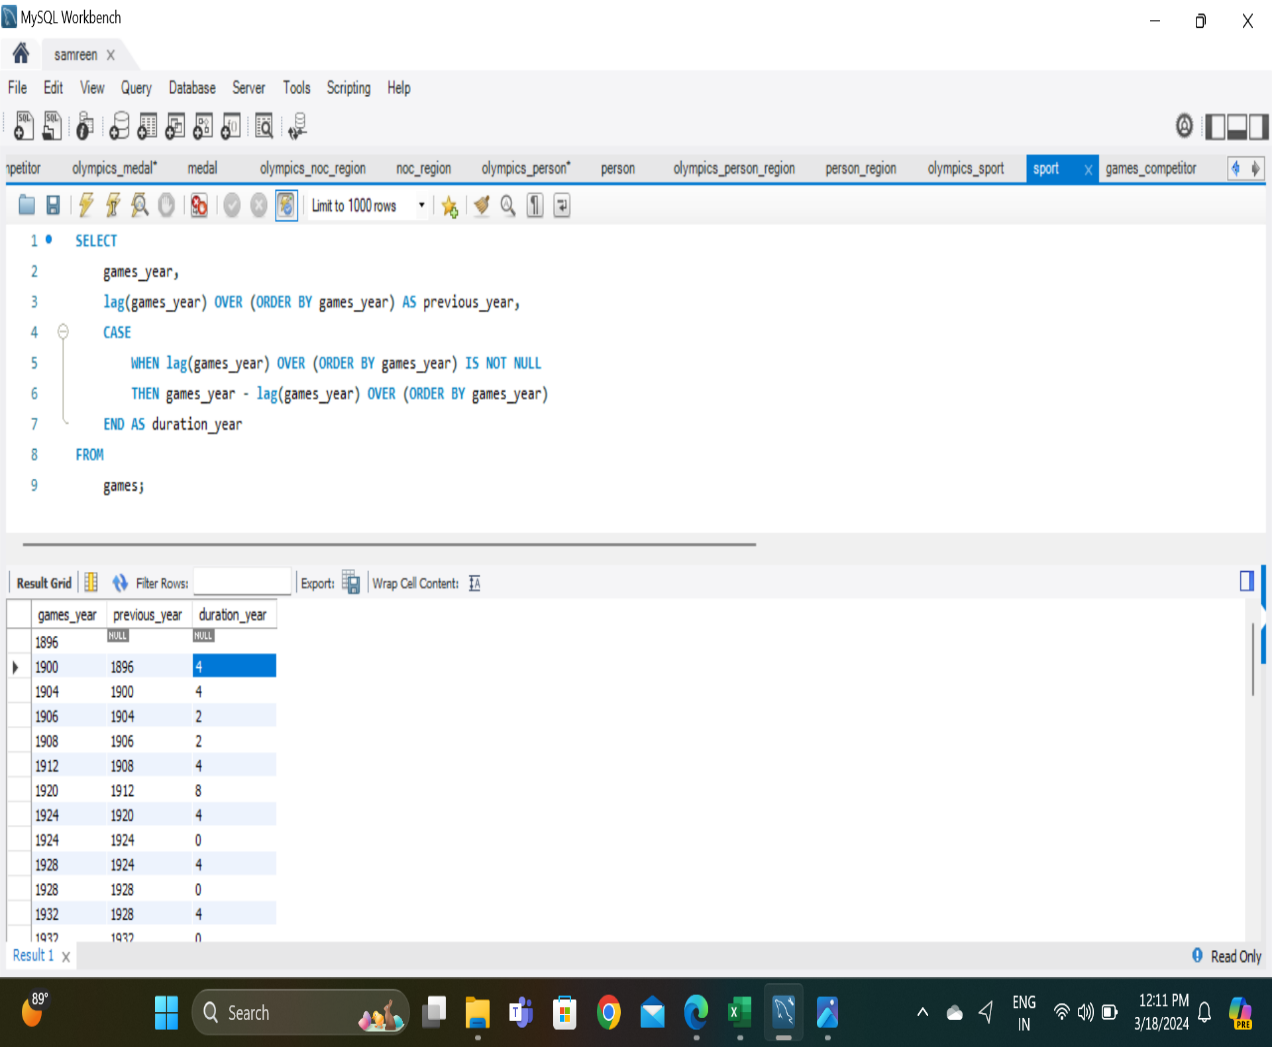 MySQL Workbench
samreen X
File Edit View Query Database Server Tools Scripting Help
npetitor olympics_medal* medal olympics_noc_region noc_region olympics_person* person olympics_person_region person_region olympics_sport sport x games_competitor
Limit to 1000 rows
1 SELECT
2 games_year,
3 lag(games_year) OVER (ORDER BY games_year) AS previous_year,
4 CASE
5 WHEN lag(games_year) OVER (ORDER BY games_year) IS NOT NULL
6 THEN games_year - lag(games_year) OVER (ORDER BY games_year)
7 END AS duration_year
8 FROM
9 games;
Result Grid Filter Rows: Export: Wrap Cell Content:
games_year previous_year duration_year
1896 NULL NULL
1900 1896 4
1904 1900 4
1906 1904 2
1908 1906 2
1912 1908 4
1920 1912 8
1924 1920 4
1924 1924 0
1928 1924 4
1928 1928 0
1932 1928 4
1932 1932 0
Result 1 x Read Only
89° Search ENG 12:11 PM
IN 3/18/2024 PRE